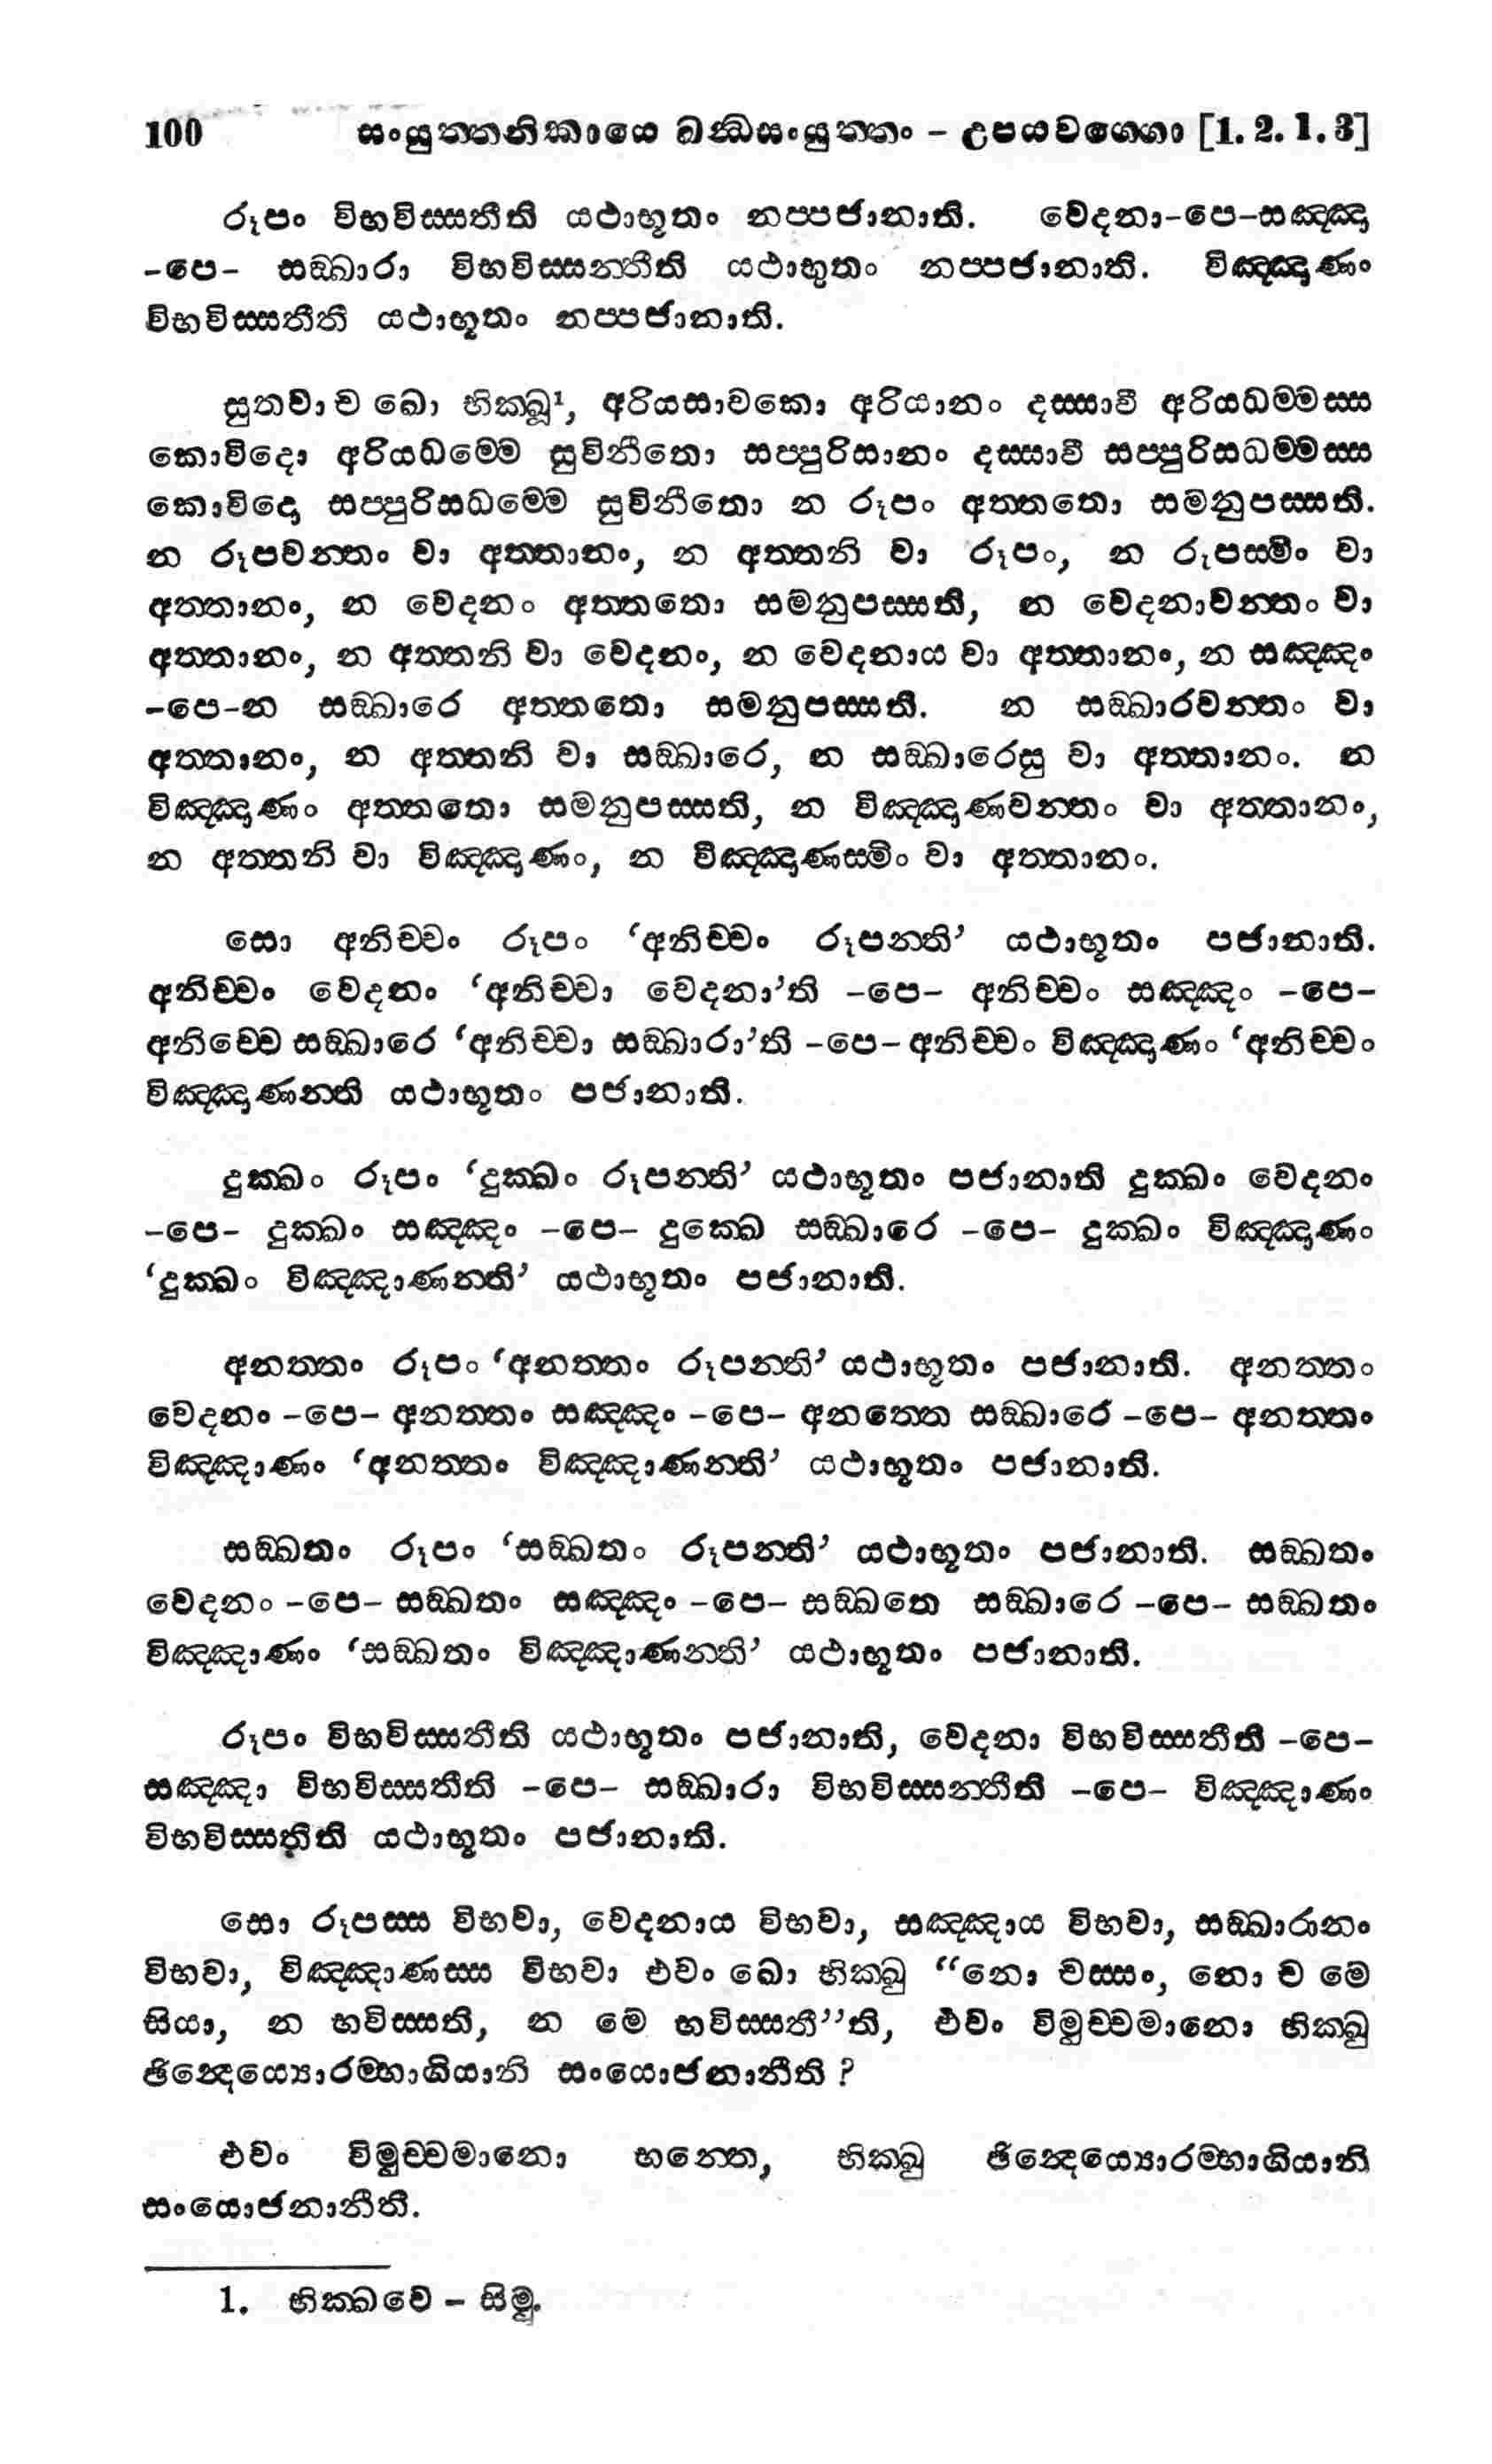 100 සංයුත්තනිකායෙ ඛන්ධසංයුත්තං – උපයවග්ගො [1. 2. 1. 3]
රූපං විභවිස්සතීති යථාභූතං නප්පජානාති. වෙදනා-පෙ-සඤ්ඤා
-පෙ- සඞ්ඛාරා විභවිස්සන්තීති යථාභූතං නප්පජානාති. විඤ්ඤාණං
විභවිස්සතීති යථාභූතං නප්පජානාති.
සුතවා ච ඛො භික්ඛු¹, අරියසාවකො අරියානං දස්සාවී අරියධම්මස්ස
කොවිදො අරියධම්මෙ සුවිනීතො සප්පුරිසානං දස්සාවී සප්පුරිසධම්මස්ස
කොවිදො සප්පුරිසධම්මෙ සුවිනීතො න රූපං අත්තතො සමනුපස්සති.
න රූපවන්තං වා අත්තානං, න අත්තනි වා රූපං, න රූපස්මිං වා
අත්තානං, න වෙදනං අත්තතො සමනුපස්සති, න වෙදනාවන්තං වා
අත්තානං, න අත්තනි වා වෙදනං, න වෙදනාය වා අත්තානං, න සඤ්ඤං
-පෙ-න සඞ්ඛාරෙ අත්තතො සමනුපස්සති. න සඞ්ඛාරවන්තං වා
අත්තානං, න අත්තනි වා සඞ්ඛාරෙ, න සඞ්ඛාරෙසු වා අත්තානං. න
විඤ්ඤාණං අත්තතො සමනුපස්සති, න විඤ්ඤාණවන්තං වා අත්තානං,
න අත්තනි වා විඤ්ඤාණං, න විඤ්ඤාණස්මිං වා අත්තානං.
සො අනිච්චං රූපං ‘අනිච්චං රූපන්ති’ යථාභූතං පජානාති.
අනිච්චං වෙදනං ‘අනිච්චා වෙදනා’ති -පෙ- අනිච්චං සඤ්ඤං -පෙ-
අනිච්චෙ සඞ්ඛාරෙ ‘අනිච්චා සඞ්ඛාරා’ති -පෙ- අනිච්චං විඤ්ඤාණං ‘අනිච්චං
විඤ්ඤාණන්ති යථාභූතං පජානාති.
දුක්ඛං රූපං ‘දුක්ඛං රූපන්ති’ යථාභූතං පජානාති දුක්ඛං වෙදනං
-පෙ- දුක්ඛං සඤ්ඤං -පෙ- දුක්ඛෙ සඞ්ඛාරෙ -පෙ- දුක්ඛං විඤ්ඤාණං
‘දුක්ඛං විඤ්ඤාණන්ති’ යථාභූතං පජානාති.
අනත්තං රූපං ‘අනත්තං රූපන්ති’ යථාභූතං පජානාති. අනත්තං
වෙදනං -පෙ- අනත්තං සඤ්ඤං -පෙ- අනත්තෙ සඞ්ඛාරෙ -පෙ- අනත්තං
විඤ්ඤාණං ‘අනත්තං විඤ්ඤාණන්ති’ යථාභූතං පජානාති.
සඞ්ඛතං රූපං ‘සඞ්ඛතං රූපන්ති’ යථාභූතං පජානාති. සඞ්ඛතං
වෙදනං -පෙ- සඞ්ඛතං සඤ්ඤං -පෙ- සඞ්ඛතෙ සඞ්ඛාරෙ -පෙ- සඞ්ඛතං
විඤ්ඤාණං ‘සඞ්ඛතං විඤ්ඤාණන්ති’ යථාභූතං පජානාති.
රූපං විභවිස්සතීති යථාභූතං පජානාති, වෙදනා විභවිස්සතීති -පෙ-
සඤ්ඤා විභවිස්සතීති -පෙ- සඞ්ඛාරා විභවිස්සන්තීති -පෙ- විඤ්ඤාණං
විභවිස්සතීති යථාභූතං පජානාති.
සො රූපස්ස විභවා, වෙදනාය විභවා, සඤ්ඤාය විභවා, සඞ්ඛාරානං
විභවා, විඤ්ඤාණස්ස විභවා එවං ඛො භික්ඛු “නො චස්සං, නො ච මෙ
සියා, න භවිස්සති, න මෙ භවිස්සතී”ති, එවං විමුච්චමානො භික්ඛු
ඡින්දෙය්‍යොරම්භාගියානි සංයොජනානීති ?
එවං විමුච්චමානො භන්තෙ, භික්ඛු ඡින්දෙය්‍යොරම්භාගියානි
සංයොජනානීති.
1. භික්ඛවෙ – සිමු.